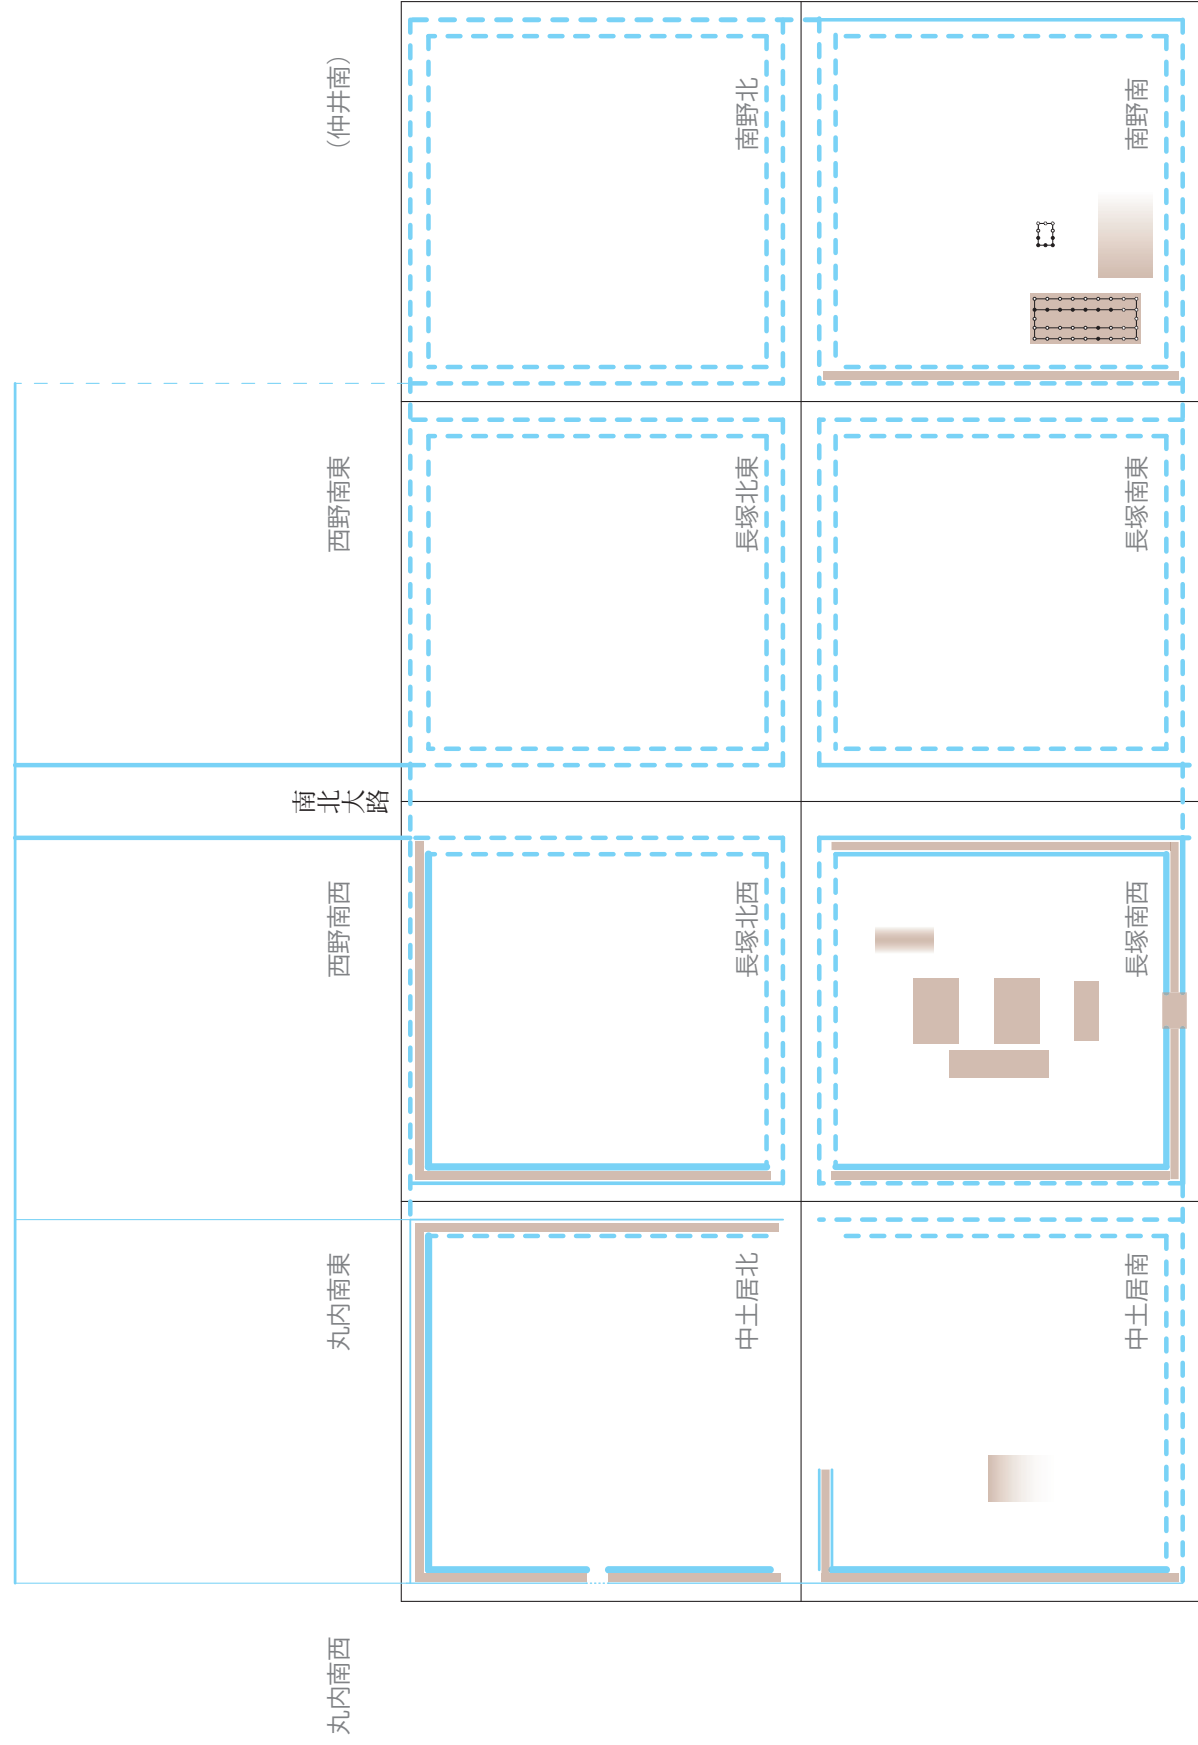 （仲井南）
南野北
南野南
西野南東
長塚北東
長塚南東
南北大路
西野南西
長塚北西
長塚南西
丸内南東
中土居北
中土居南
丸内南西